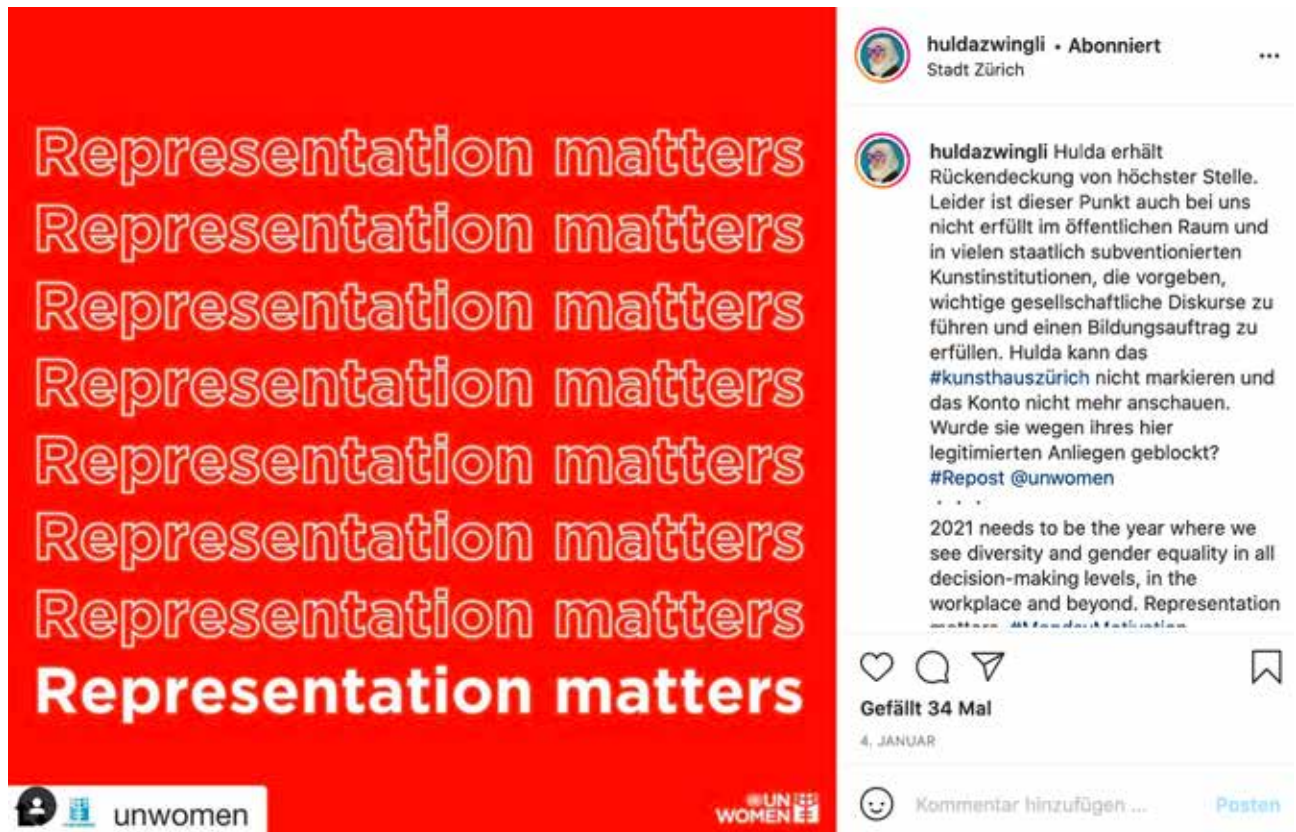 Representation matters
Representation matters
Representation matters
Representation matters
Representation matters
Representation matters
Representation matters
Representation matters
unwomen
UN
WOMEN
huldazwingli • Abonniert
Stadt Zürich
huldazwingli Hulda erhält
Rückendeckung von höchster Stelle.
Leider ist dieser Punkt auch bei uns
nicht erfüllt im öffentlichen Raum und
in vielen staatlich subventionierten
Kunstinstitutionen, die vorgeben,
wichtige gesellschaftliche Diskurse zu
führen und einen Bildungsauftrag zu
erfüllen. Hulda kann das
#kunsthauszürich nicht markieren und
das Konto nicht mehr anschauen.
Wurde sie wegen ihres hier
legitimierten Anliegen geblockt?
#Repost @unwomen
· · ·
2021 needs to be the year where we
see diversity and gender equality in all
decision-making levels, in the
workplace and beyond. Representation
matters. #MondayMotivation
Gefällt 34 Mal
4. JANUAR
Kommentar hinzufügen ...
Posten